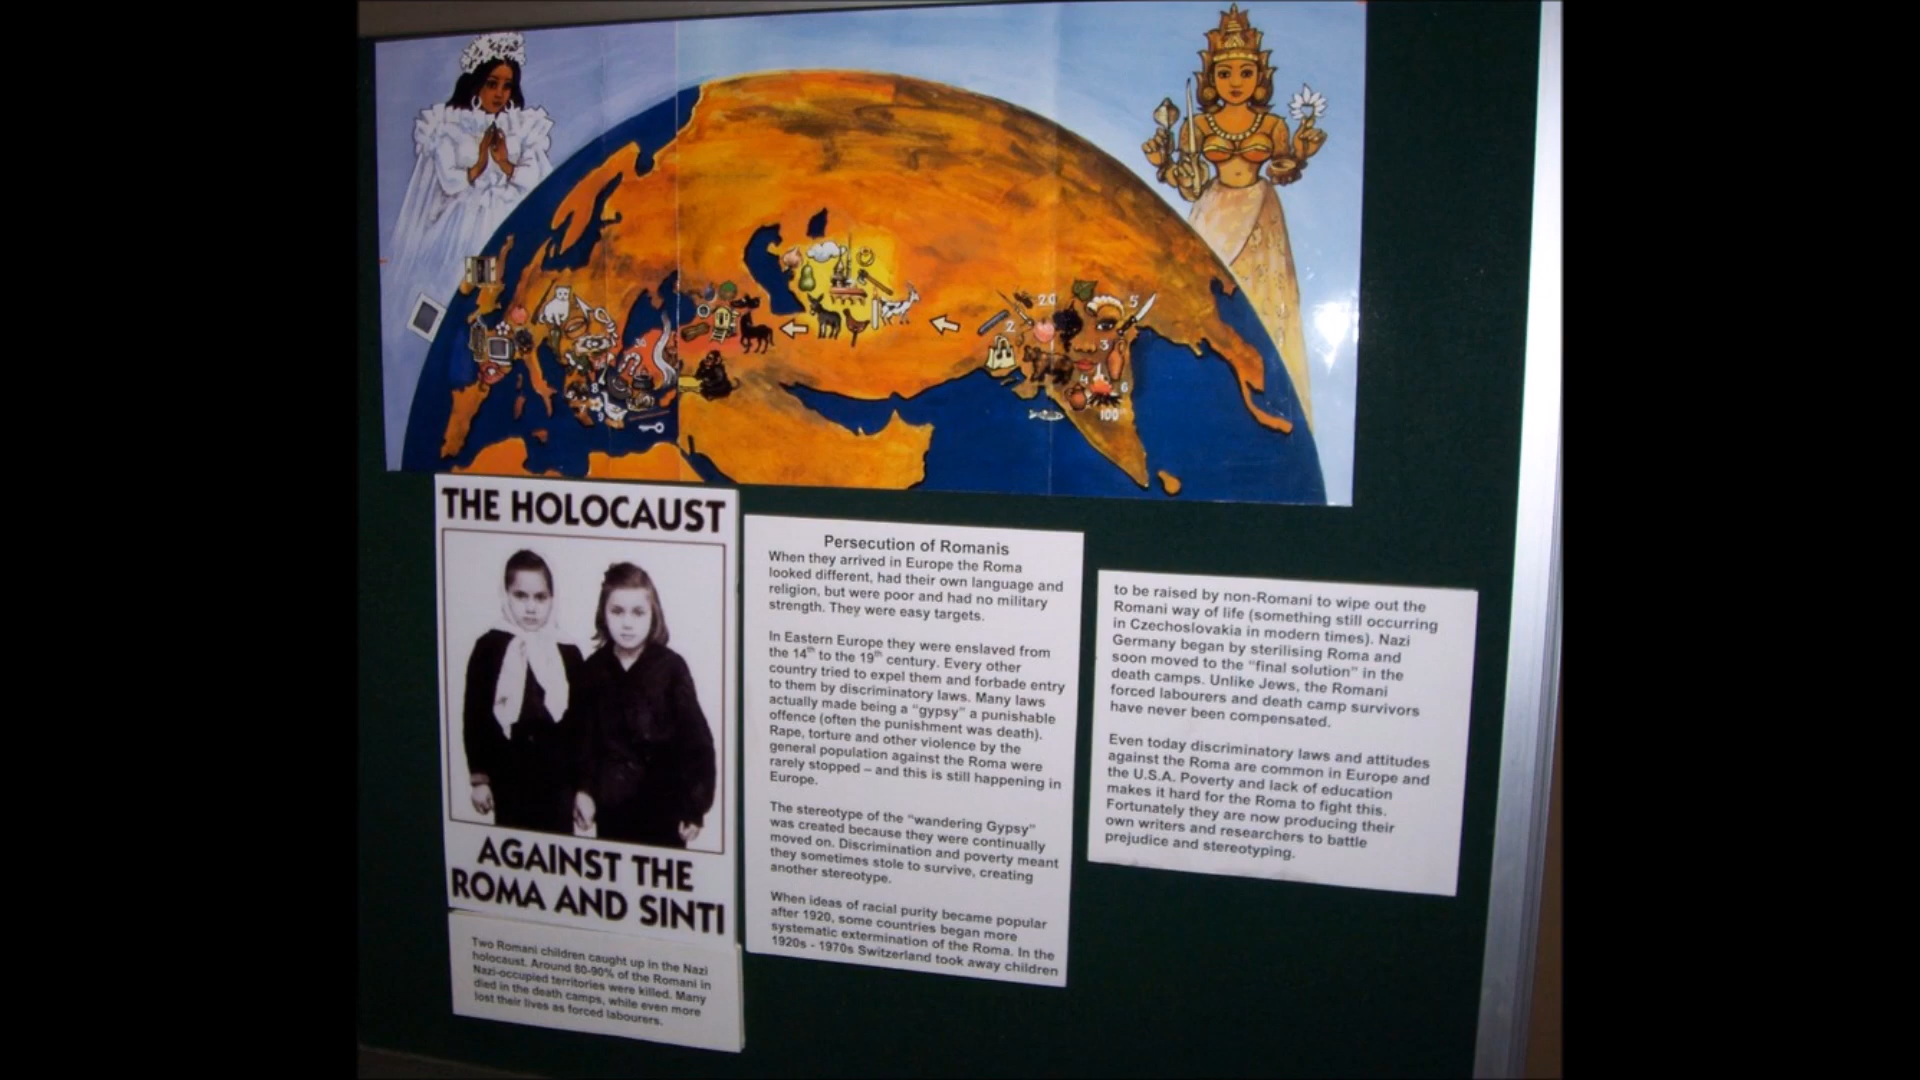 20
5
2
3
36
4
6
8
9
100
THE HOLOCAUST
AGAINST THE
ROMA AND SINTI
Two Romani children caught up in the Nazi
holocaust. Around 80-90% of the Romani in
Nazi-occupied territories were killed. Many
died in the death camps, while even more
lost their lives as forced labourers.
Persecution of Romanis
When they arrived in Europe the Roma
looked different, had their own language and
religion, but were poor and had no military
strength. They were easy targets.
In Eastern Europe they were enslaved from
the 14th to the 19th century. Every other
country tried to expel them and forbade entry
to them by discriminatory laws. Many laws
actually made being a “gypsy” a punishable
offence (often the punishment was death).
Rape, torture and other violence by the
general population against the Roma were
rarely stopped – and this is still happening in
Europe.
The stereotype of the “wandering Gypsy”
was created because they were continually
moved on. Discrimination and poverty meant
they sometimes stole to survive, creating
another stereotype.
When ideas of racial purity became popular
after 1920, some countries began more
systematic extermination of the Roma. In the
1920s - 1970s Switzerland took away children
to be raised by non-Romani to wipe out the
Romani way of life (something still occurring
in Czechoslovakia in modern times). Nazi
Germany began by sterilising Roma and
soon moved to the “final solution” in the
death camps. Unlike Jews, the Romani
forced labourers and death camp survivors
have never been compensated.
Even today discriminatory laws and attitudes
against the Roma are common in Europe and
the U.S.A. Poverty and lack of education
makes it hard for the Roma to fight this.
Fortunately they are now producing their
own writers and researchers to battle
prejudice and stereotyping.